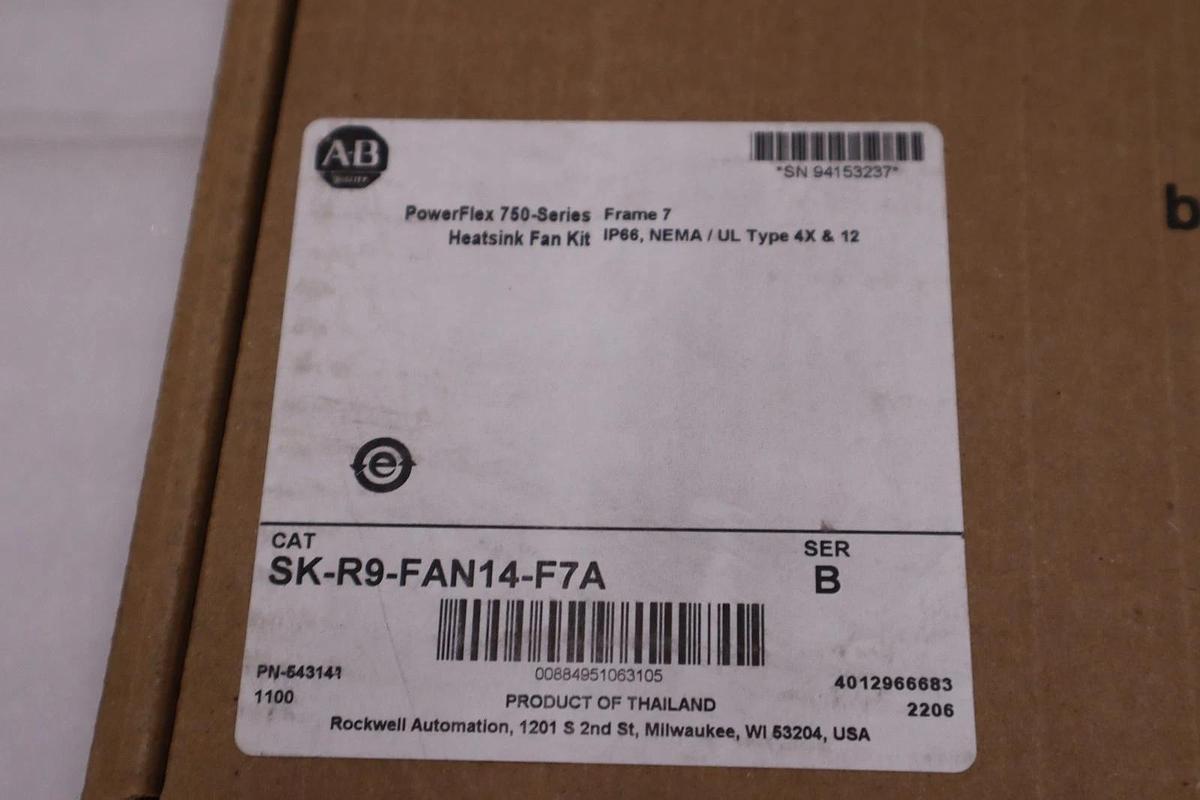 A-B
QUALITY
*SN 94153237*
PowerFlex 750-Series Frame 7
Heatsink Fan Kit IP66, NEMA / UL Type 4X & 12
e
CAT
SER
SK-R9-FAN14-F7A
B
00884951063105
PN-543141
4012966683
1100
PRODUCT OF THAILAND
2206
Rockwell Automation, 1201 S 2nd St, Milwaukee, WI 53204, USA
b